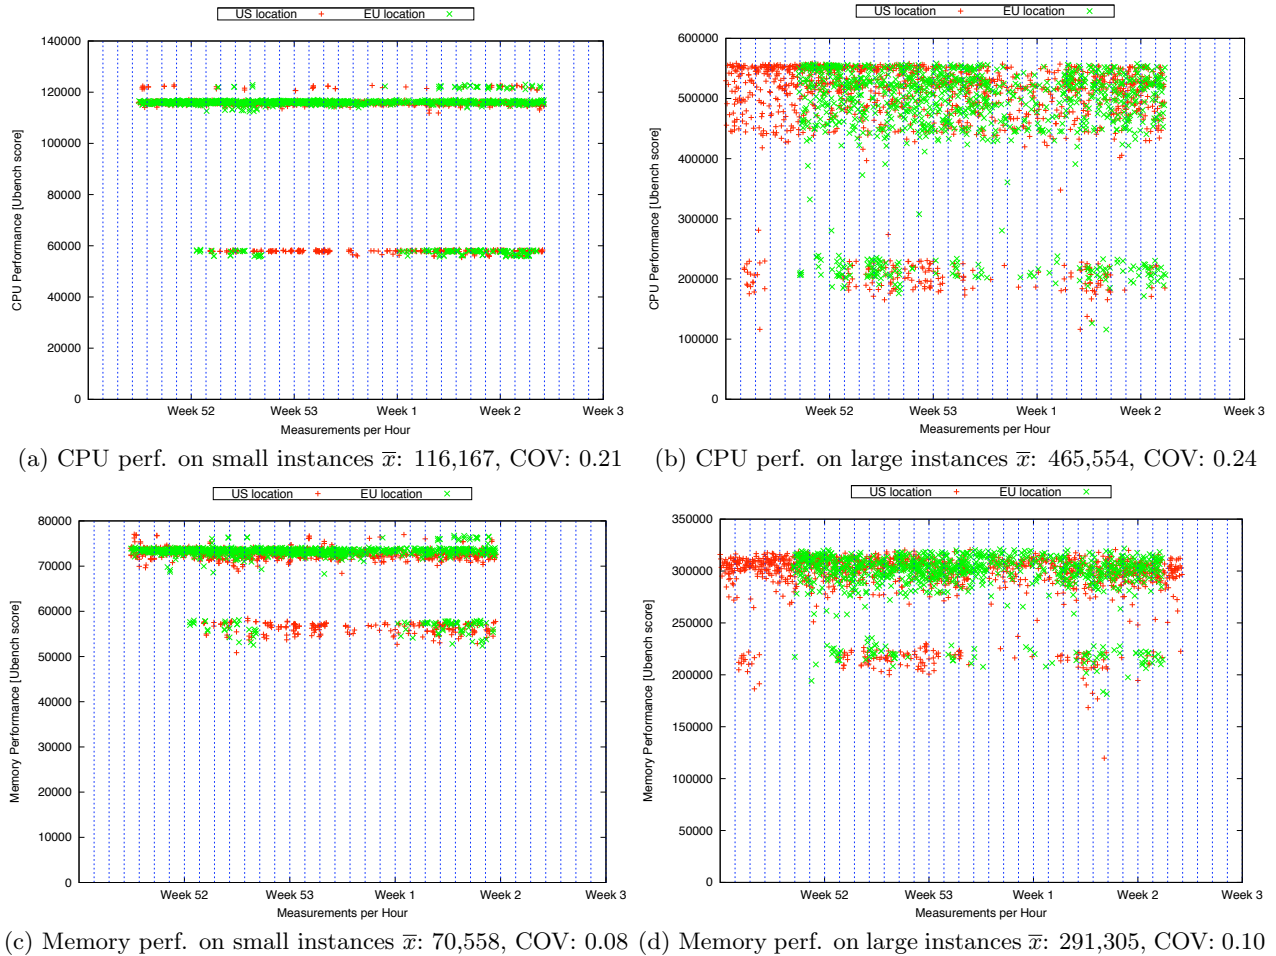 US location EU location
140000
120000
100000
80000
60000
40000
20000
0
CPU Performance [Ubench score]
Week 52 Week 53 Week 1 Week 2 Week 3
Measurements per Hour
(a) CPU perf. on small instances x̅: 116,167, COV: 0.21
US location EU location
600000
500000
400000
300000
200000
100000
0
CPU Performance [Ubench score]
Week 52 Week 53 Week 1 Week 2 Week 3
Measurements per Hour
(b) CPU perf. on large instances x̅: 465,554, COV: 0.24
US location EU location
80000
70000
60000
50000
40000
30000
20000
10000
0
Memory Performance [Ubench score]
Week 52 Week 53 Week 1 Week 2 Week 3
Measurements per Hour
(c) Memory perf. on small instances x̅: 70,558, COV: 0.08
US location EU location
350000
300000
250000
200000
150000
100000
50000
0
Memory Performance [Ubench score]
Week 52 Week 53 Week 1 Week 2 Week 3
Measurements per Hour
(d) Memory perf. on large instances x̅: 291,305, COV: 0.10